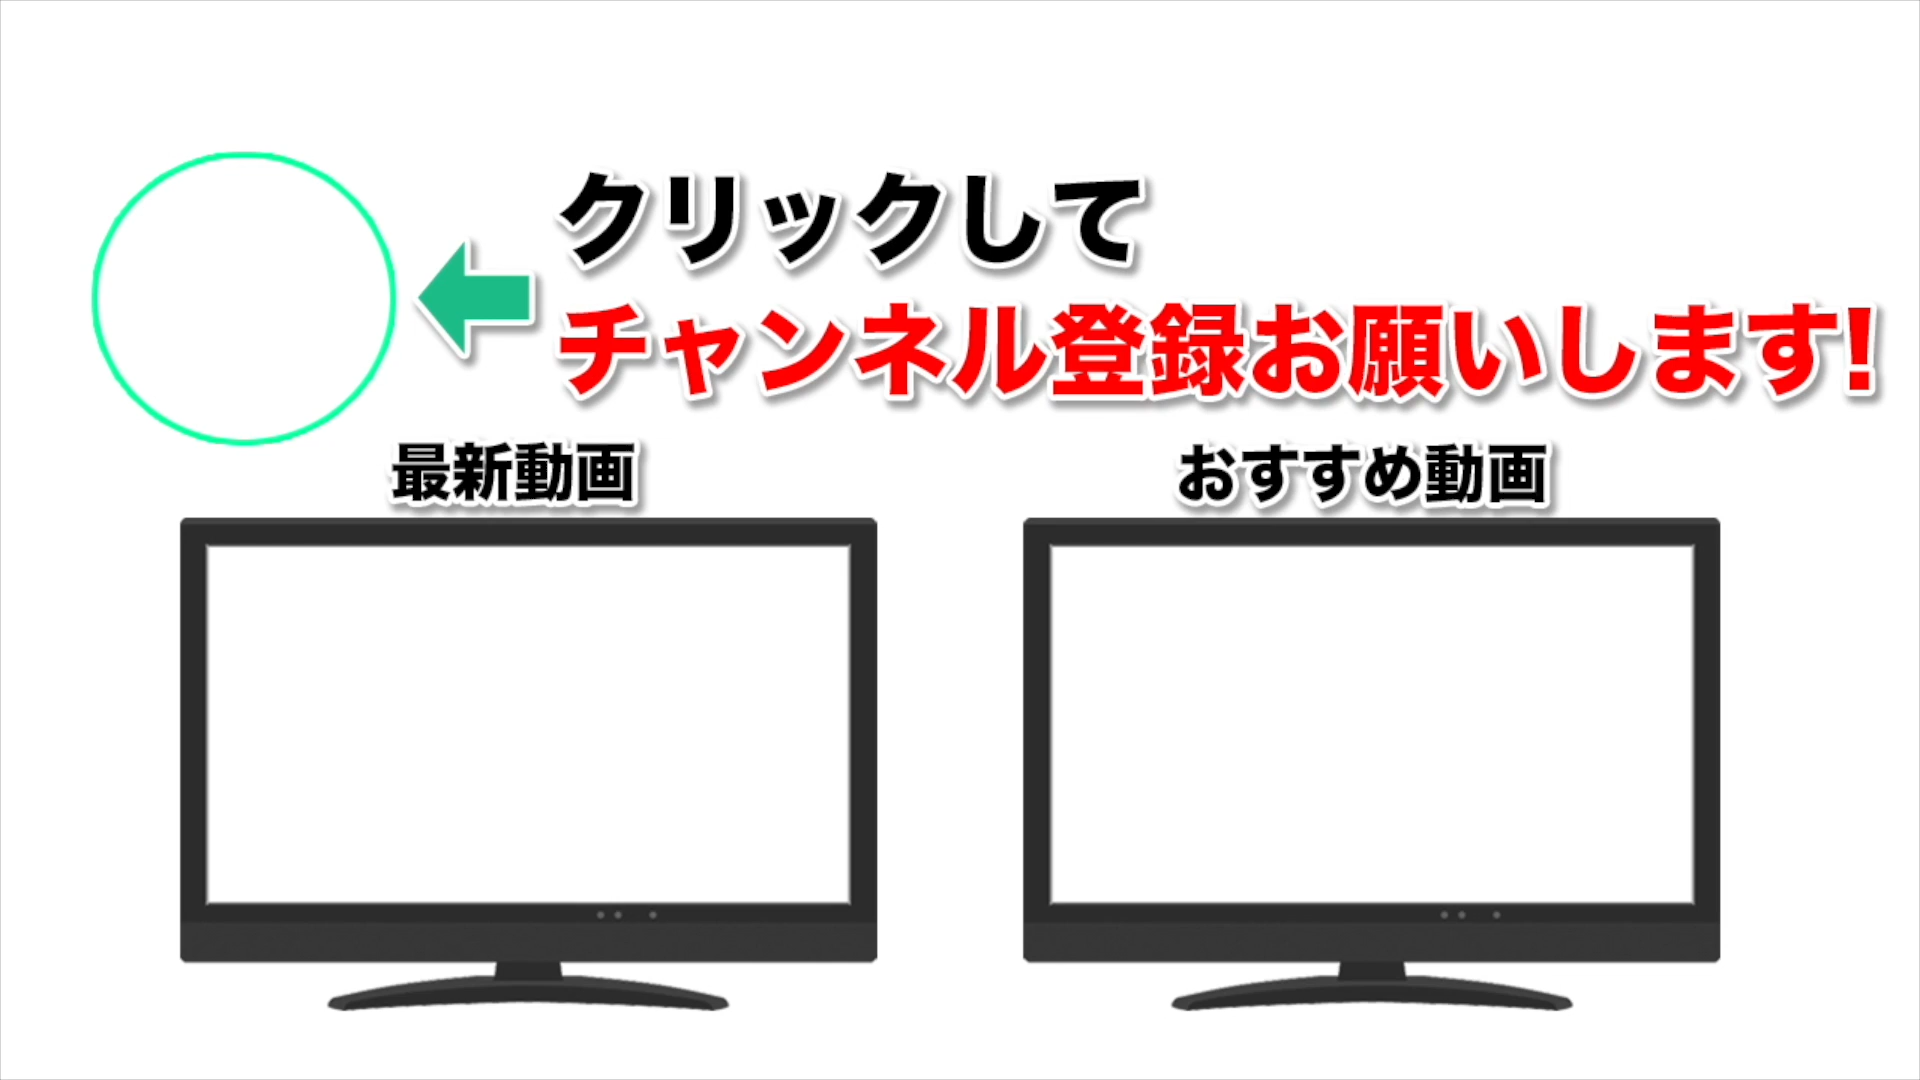 クリックして
チャンネル登録お願いします!
最新動画
おすすめ動画